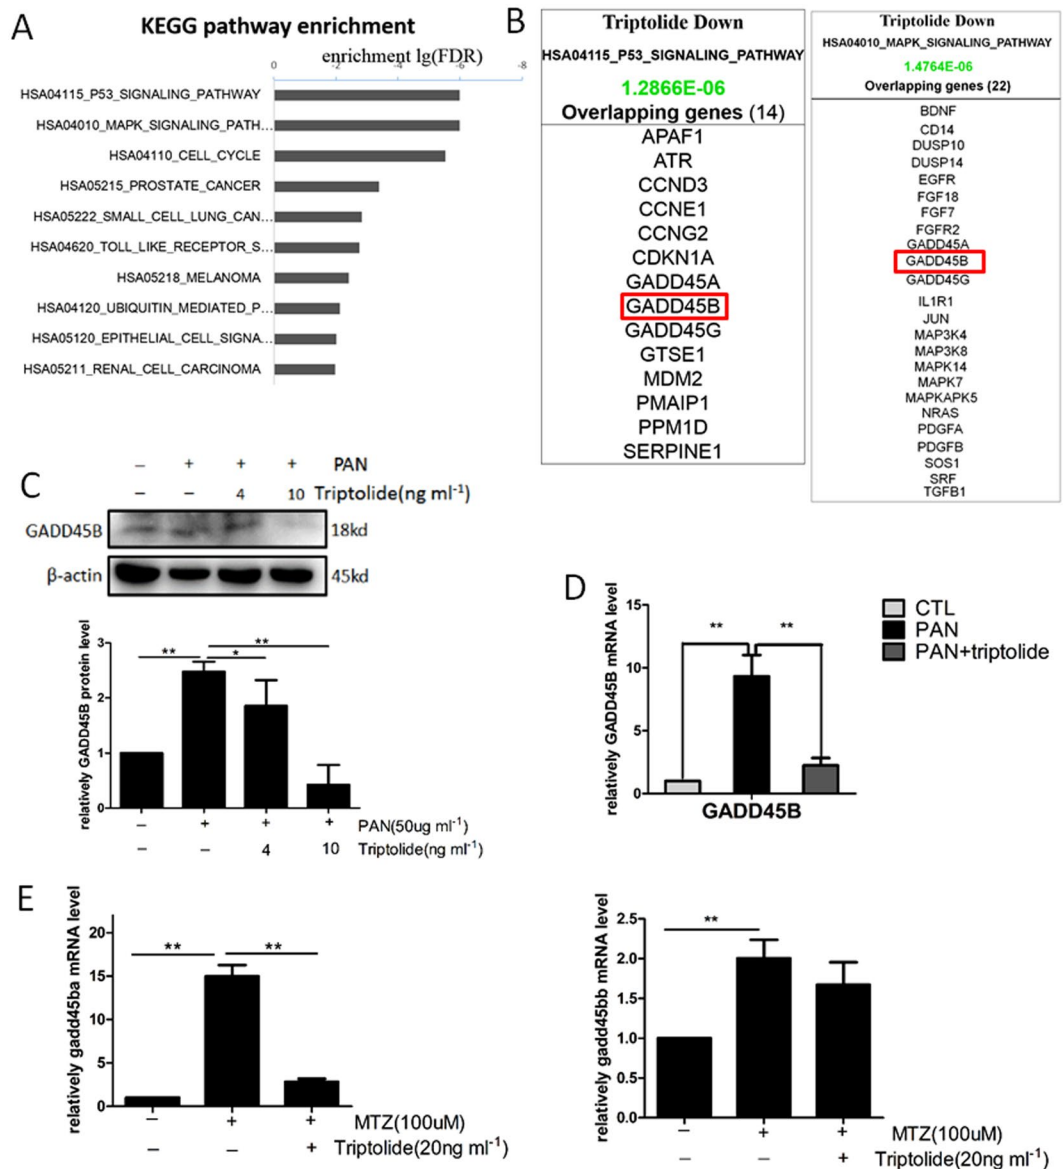 A
KEGG pathway enrichment
enrichment lg(FDR)
0 -2 -4 -6 -8
HSA04115_P53_SIGNALING_PATHWAY
HSA04010_MAPK_SIGNALING_PATH...
HSA04110_CELL_CYCLE
HSA05215_PROSTATE_CANCER
HSA05222_SMALL_CELL_LUNG_CAN...
HSA04620_TOLL_LIKE_RECEPTOR_S...
HSA05218_MELANOMA
HSA04120_UBIQUITIN_MEDIATED_P...
HSA05120_EPITHELIAL_CELL_SIGNA...
HSA05211_RENAL_CELL_CARCINOMA
B
Triptolide Down
HSA04115_P53_SIGNALING_PATHWAY
1.2866E-06
Overlapping genes (14)
APAF1
ATR
CCND3
CCNE1
CCNG2
CDKN1A
GADD45A
GADD45B
GADD45G
GTSE1
MDM2
PMAIP1
PPM1D
SERPINE1
Triptolide Down
HSA04010_MAPK_SIGNALING_PATHWAY
1.4764E-06
Overlapping genes (22)
BDNF
CD14
DUSP10
DUSP14
EGFR
FGF18
FGF7
FGFR2
GADD45A
GADD45B
GADD45G
IL1R1
JUN
MAP3K4
MAP3K8
MAPK14
MAPK7
MAPKAPK5
NRAS
PDGFA
PDGFB
SOS1
SRF
TGFB1
C
– + + + PAN
– – 4 10 Triptolide(ng ml⁻¹)
GADD45B 18kd
β-actin 45kd
relatively GADD45B protein level
3
2
1
0
** * **
– + + + PAN(50ug ml⁻¹)
– – 4 10 Triptolide(ng ml⁻¹)
D
relatively GADD45B mRNA level
15
10
5
0
** **
GADD45B
CTL
PAN
PAN+triptolide
E
relatively gadd45ba mRNA level
20
15
10
5
0
** **
– + + MTZ(100uM)
– – + Triptolide(20ng ml⁻¹)
relatively gadd45bb mRNA level
2.5
2.0
1.5
1.0
0.5
0.0
**
– + + MTZ(100uM)
– – + Triptolide(20ng ml⁻¹)